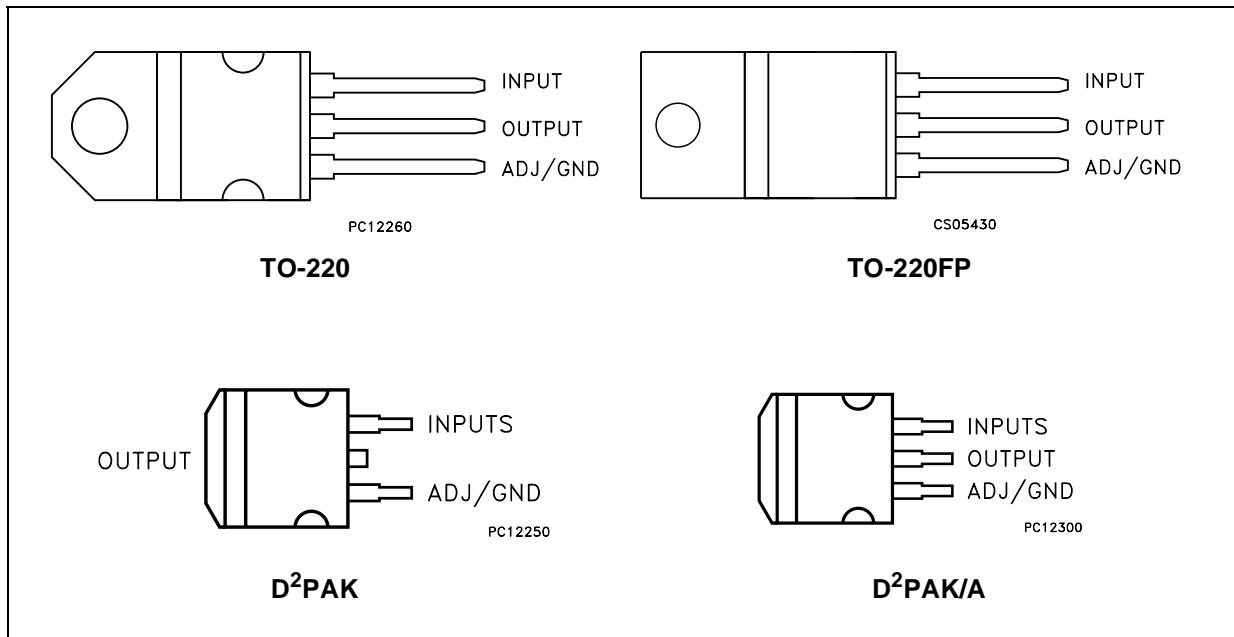 INPUT
OUTPUT
ADJ/GND
PC12260
TO-220
INPUT
OUTPUT
ADJ/GND
CS05430
TO-220FP
INPUTS
OUTPUT
ADJ/GND
PC12250
D²PAK
INPUTS
OUTPUT
ADJ/GND
PC12300
D²PAK/A